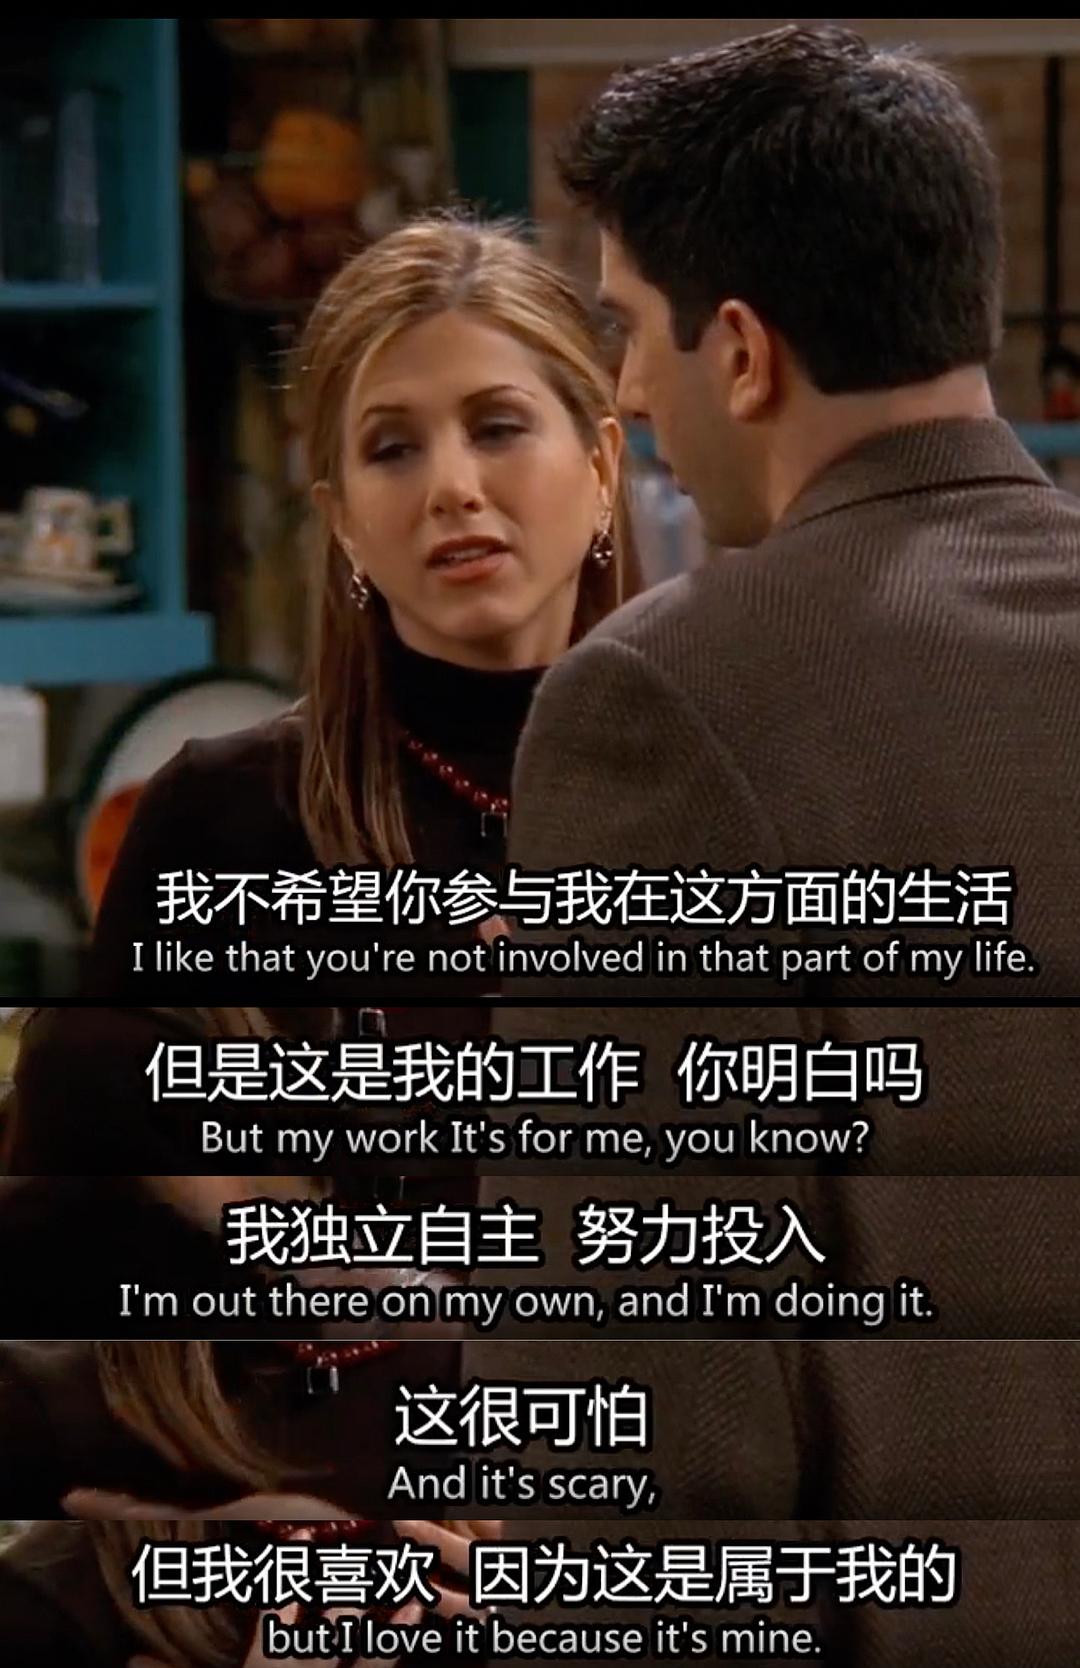 我不希望你参与我在这方面的生活
I like that you're not involved in that part of my life.
但是这是我的工作 你明白吗
But my work It's for me, you know?
我独立自主 努力投入
I'm out there on my own, and I'm doing it.
这很可怕
And it's scary,
但我很喜欢 因为这是属于我的
but I love it because it's mine.